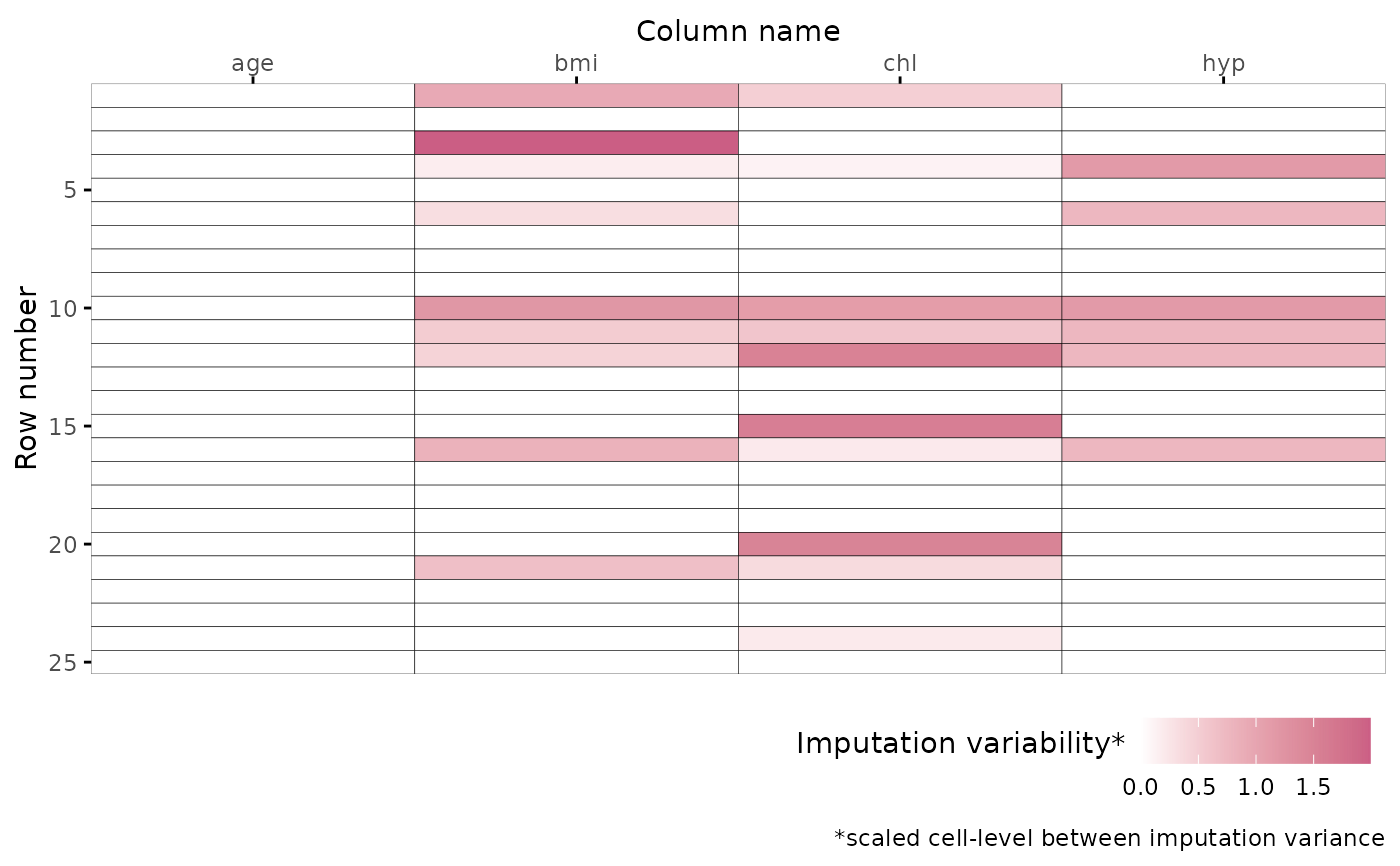 Column name
age bmi chl hyp
Row number
5
10
15
20
25
Imputation variability*
0.0 0.5 1.0 1.5
*scaled cell-level between imputation variance